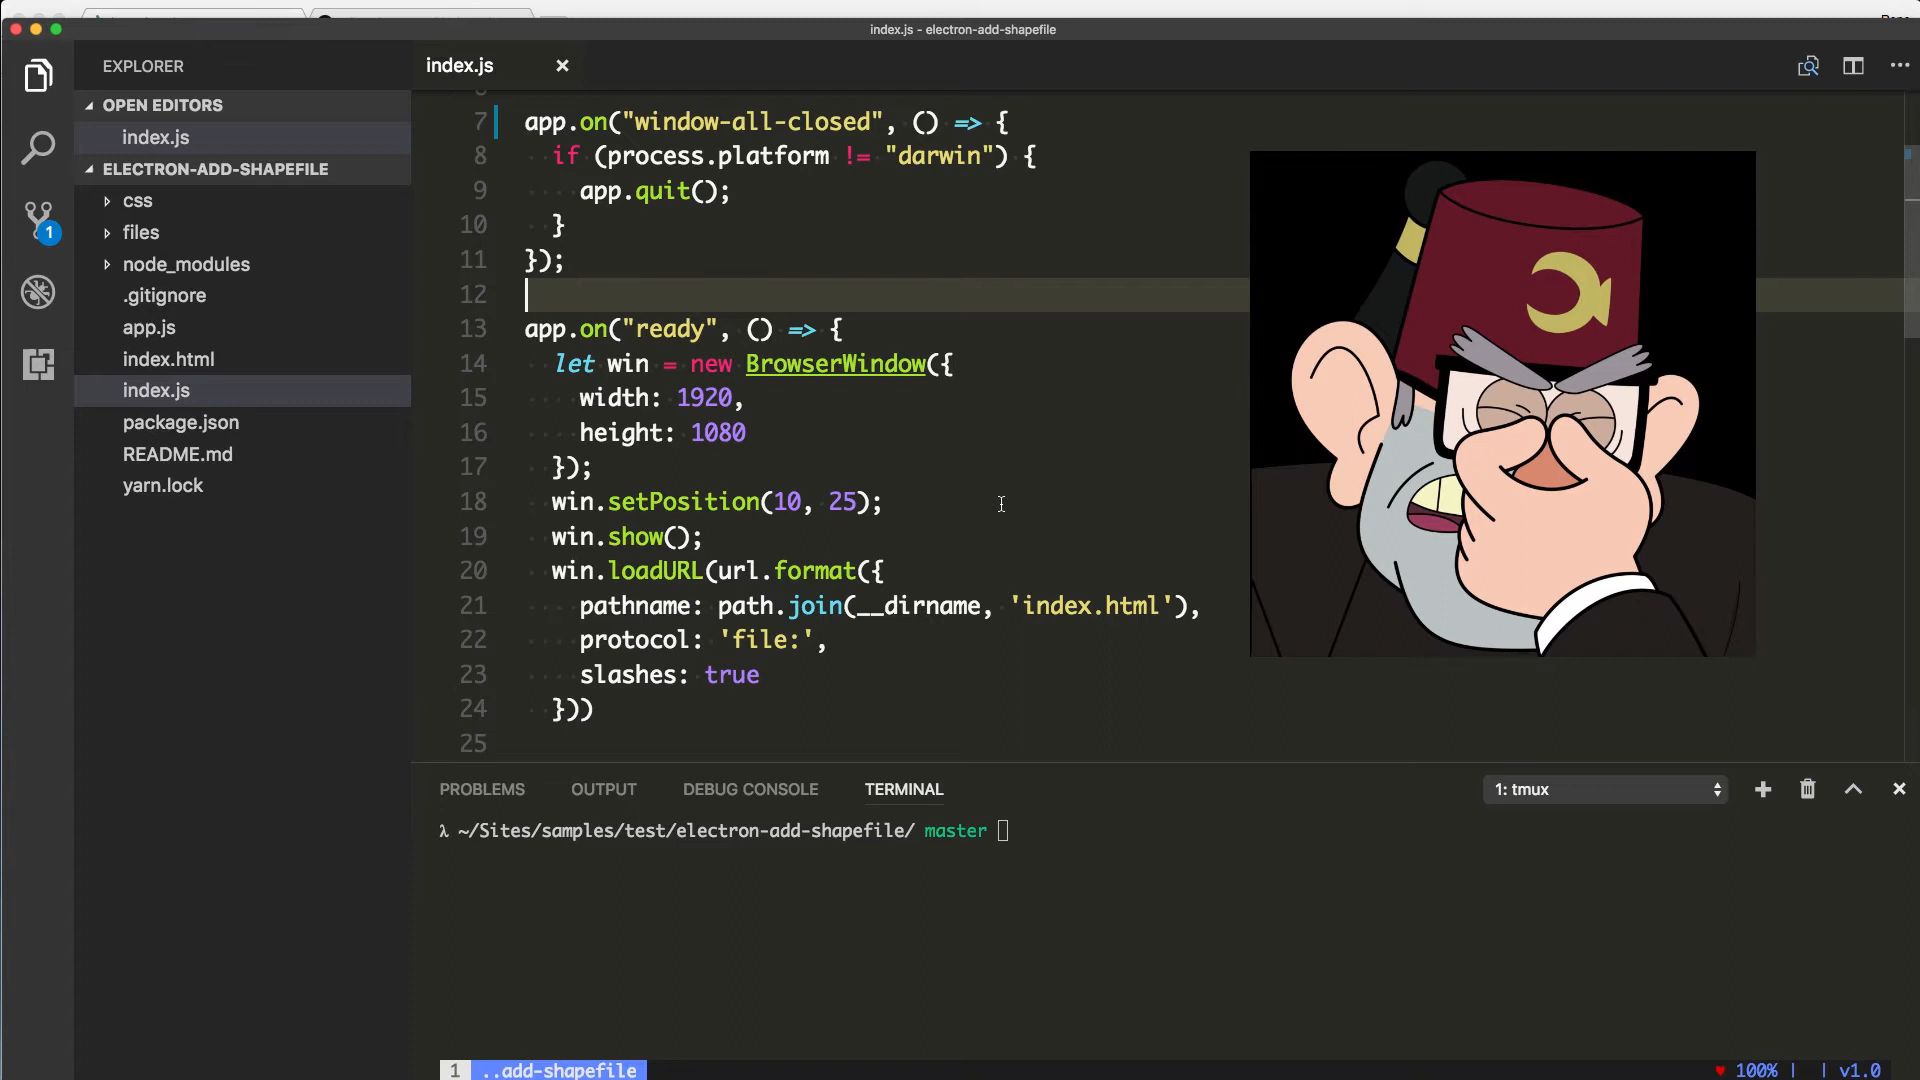 index.js - electron-add-shapefile
EXPLORER
OPEN EDITORS
index.js
ELECTRON-ADD-SHAPEFILE
css
files
node_modules
.gitignore
app.js
index.html
index.js
package.json
README.md
yarn.lock
1
index.js
7 app.on("window-all-closed", () => {
8 if (process.platform != "darwin") {
9 app.quit();
10 }
11 });
12
13 app.on("ready", () => {
14 let win = new BrowserWindow({
15 width: 1920,
16 height: 1080
17 });
18 win.setPosition(10, 25);
19 win.show();
20 win.loadURL(url.format({
21 pathname: path.join(__dirname, 'index.html'),
22 protocol: 'file:',
23 slashes: true
24 }))
25
PROBLEMS OUTPUT DEBUG CONSOLE TERMINAL 1: tmux
λ ~/Sites/samples/test/electron-add-shapefile/ master
1 ..add-shapefile ♥ 100% | | v1.0